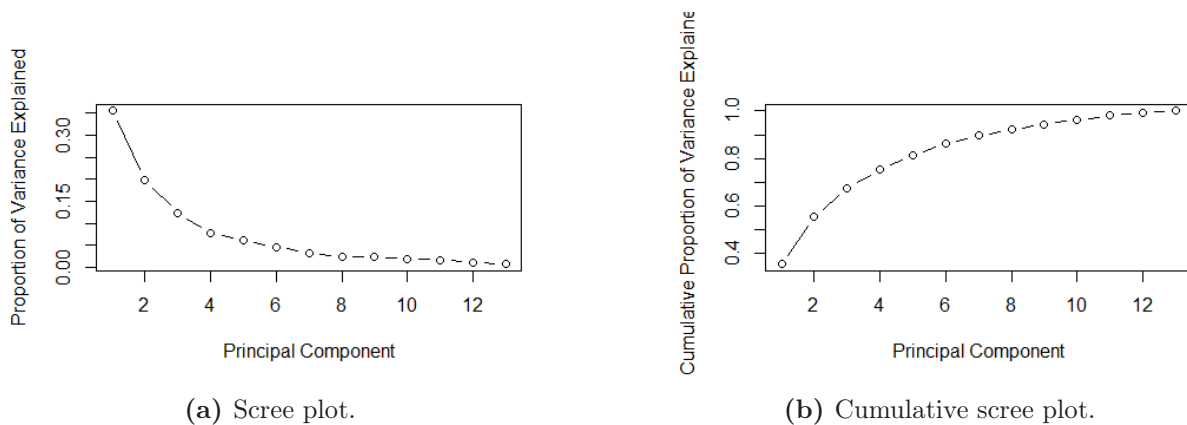 Proportion of Variance Explained
0.30
0.15
0.00
2 4 6 8 10 12
Principal Component
(a) Scree plot.
Cumulative Proportion of Variance Explaine
1.0
0.8
0.6
0.4
2 4 6 8 10 12
Principal Component
(b) Cumulative scree plot.